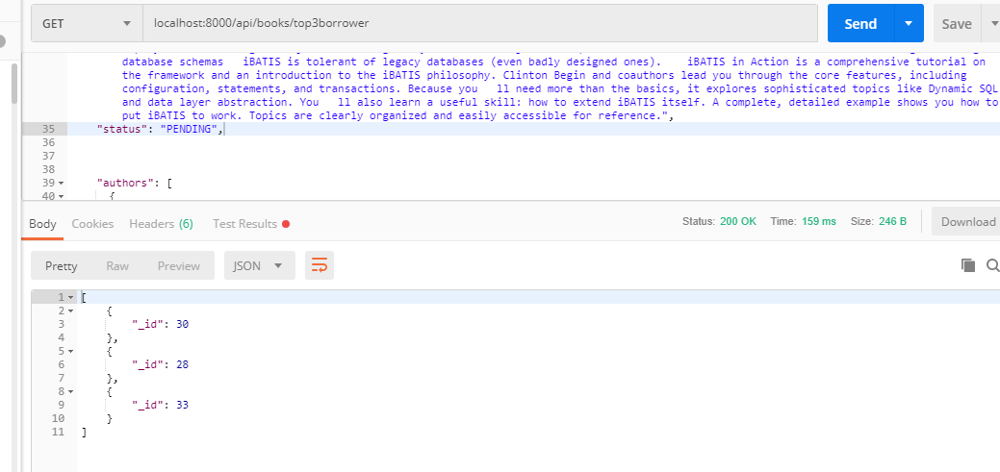 GET localhost:8000/api/books/top3borrower Send Save
database schemas   iBATIS is tolerant of legacy databases (even badly designed ones).    iBATIS in Action is a comprehensive tutorial on
the framework and an introduction to the iBATIS philosophy. Clinton Begin and coauthors lead you through the core features, including
configuration, statements, and transactions. Because you   ll need more than the basics, it explores sophisticated topics like Dynamic SQL
and data layer abstraction. You   ll also learn a useful skill: how to extend iBATIS itself. A complete, detailed example shows you how to
put iBATIS to work. Topics are clearly organized and easily accessible for reference.",
35 "status": "PENDING",
36
37
38
39 "authors": [
40 {
Body Cookies Headers (6) Test Results Status: 200 OK Time: 159 ms Size: 246 B Download
Pretty Raw Preview JSON
1 [
2 {
3 "_id": 30
4 },
5 {
6 "_id": 28
7 },
8 {
9 "_id": 33
10 }
11 ]